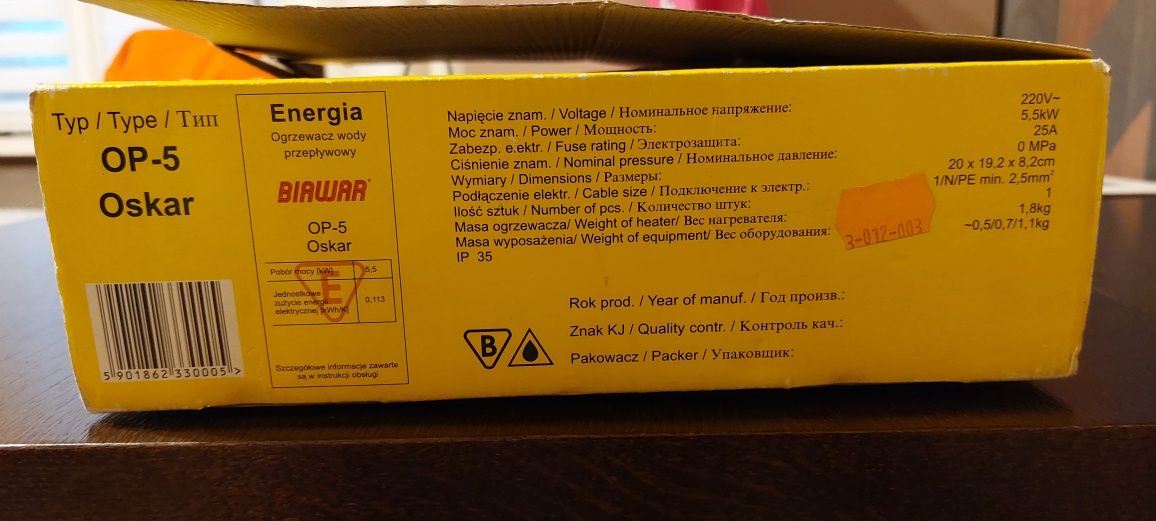 Typ / Type / Тип
OP-5
Oskar
5 901862 330005 >
Energia
Ogrzewacz wody
przepływowy
BIAWAR
OP-5
Oskar
Pobór mocy [kW] 5,5
Jednostkowe
zużycie energii
elektrycznej [kWh/K] 0,113
E
Szczegółowe informacje zawarte
są w instrukcji obsługi
Napięcie znam. / Voltage / Номинальное напряжение: 220V~
Moc znam. / Power / Мощность: 5,5kW
Zabezp. elektr. / Fuse rating / Электрозащита: 25A
Ciśnienie znam. / Nominal pressure / Номинальное давление: 0 MPa
Wymiary / Dimensions / Размеры: 20 x 19,2 x 8,2cm
Podłączenie elektr. / Cable size / Подключение к электр.: 1/N/PE min. 2,5mm²
Ilość sztuk / Number of pcs. / Количество штук: 1
Masa ogrzewacza/ Weight of heater/ Вес нагревателя: 1,8kg
Masa wyposażenia/ Weight of equipment/ Вес оборудования: ~0,5/0,7/1,1kg
IP 35
3-012-003
Rok prod. / Year of manuf. / Год произв.:
Znak KJ / Quality contr. / Контроль кач.:
Pakowacz / Packer / Упаковщик:
B